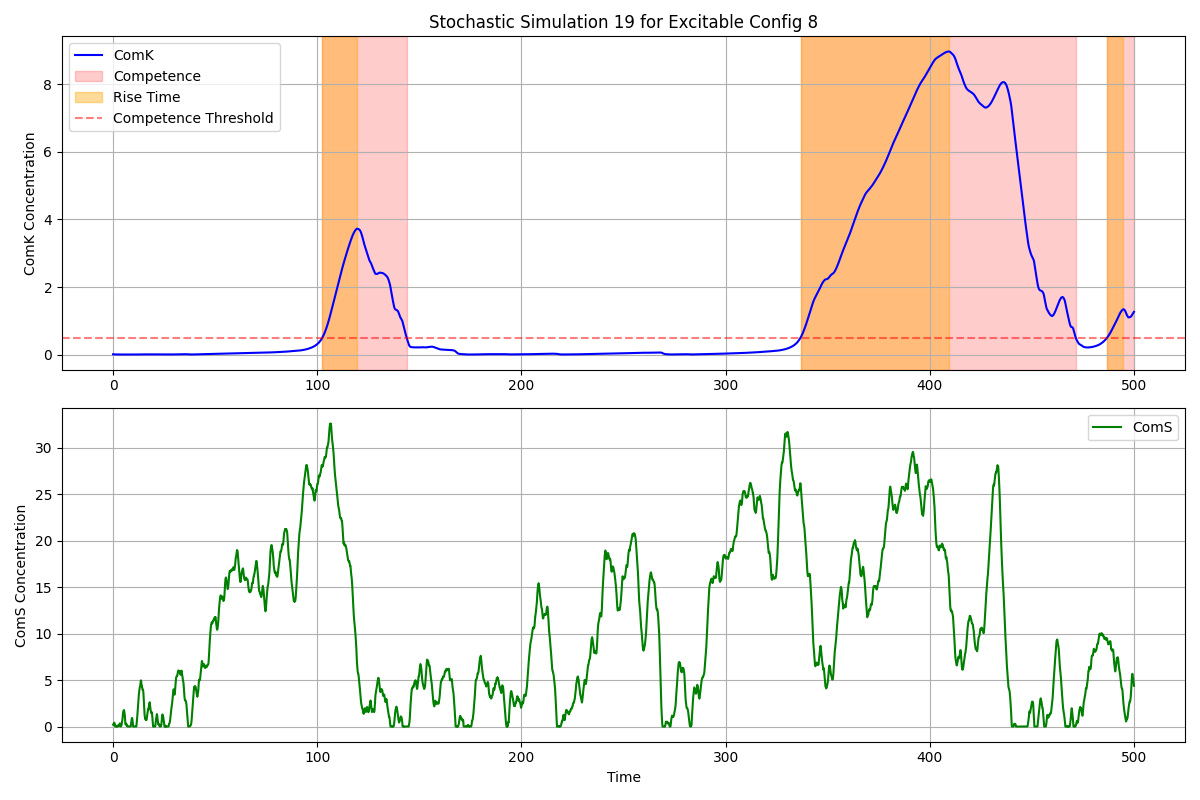 Stochastic Simulation 19 for Excitable Config 8
ComK
Competence
Rise Time
Competence Threshold
ComK Concentration
8
6
4
2
0
0 100 200 300 400 500
ComS
ComS Concentration
30
25
20
15
10
5
0
0 100 200 300 400 500
Time